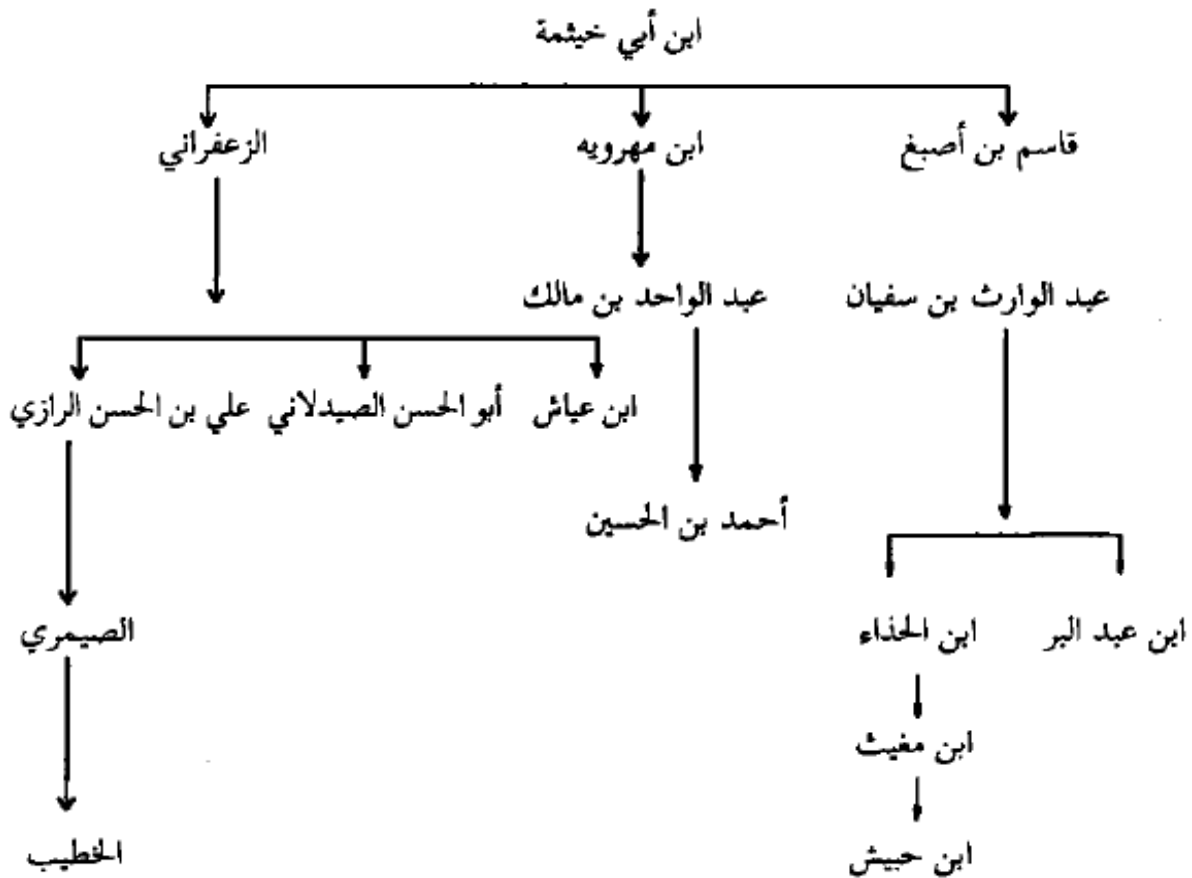 ابن أبي خيثمة
قاسم بن أصبغ ابن مهرويه الزعفراني
عبد الوارث بن سفيان عبد الواحد بن مالك
ابن عياش أبو الحسن الصيدلاني علي بن الحسن الرازي
أحمد بن الحسين
ابن عبد البر ابن الحذاء الصيمري
ابن مغيث
ابن حبيش الخطيب